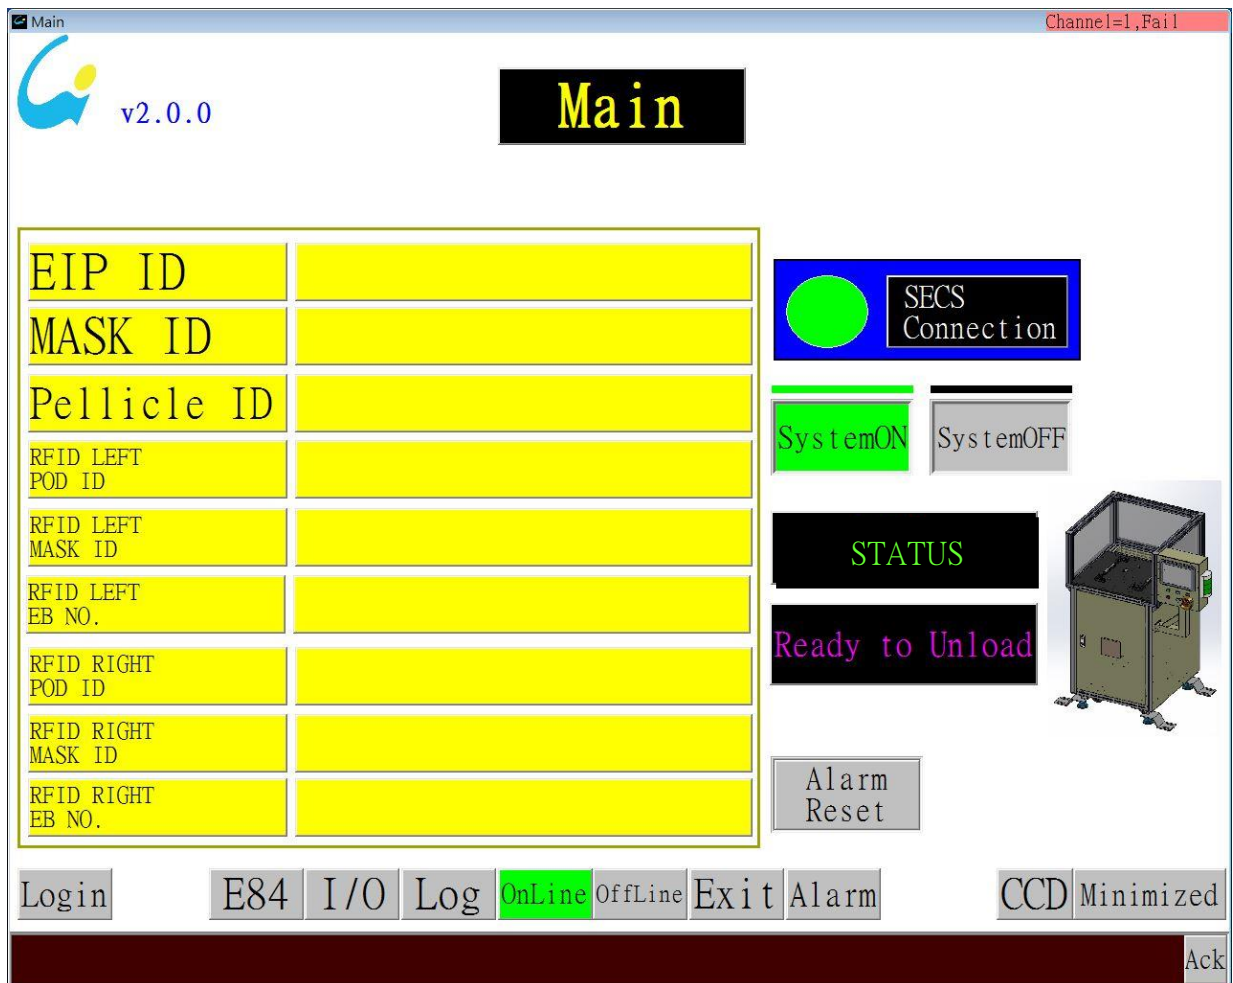 Main
Channel=1,Fail
v2.0.0
Main
EIP ID
MASK ID
Pellicle ID
RFID LEFT
POD ID
RFID LEFT
MASK ID
RFID LEFT
EB NO.
RFID RIGHT
POD ID
RFID RIGHT
MASK ID
RFID RIGHT
EB NO.
SECS
Connection
SystemON
SystemOFF
STATUS
Ready to Unload
Alarm
Reset
Login
E84
I/O
Log
OnLine
OffLine
Exit
Alarm
CCD
Minimized
Ack